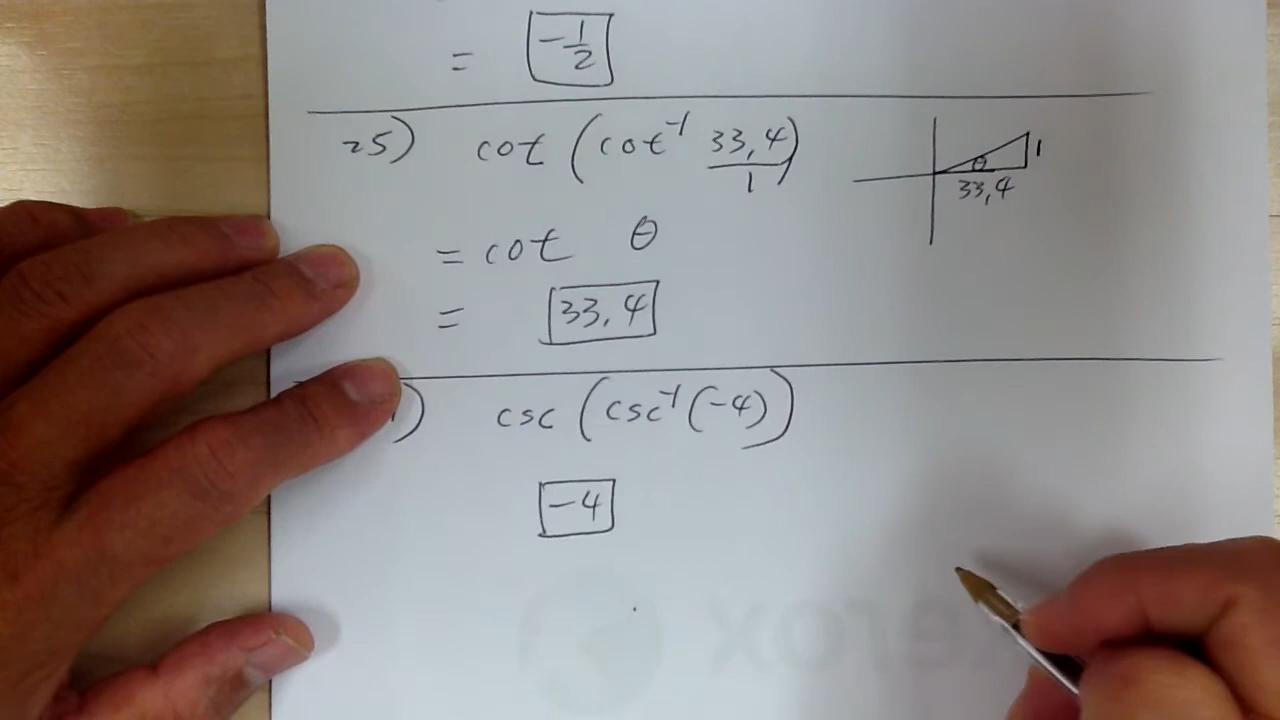 = -1/2
25) cot (cot⁻¹ 33,4/1) 1
θ
33,4
= cot θ
= 33,4
) csc (csc⁻¹(-4))
-4
xerox